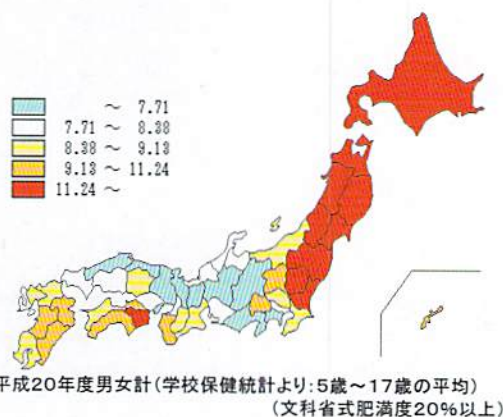 ～ 7.71
7.71 ～ 8.38
8.38 ～ 9.13
9.13 ～ 11.24
11.24 ～
平成20年度男女計(学校保健統計より:5歳～17歳の平均)
(文科省式肥満度20%以上)